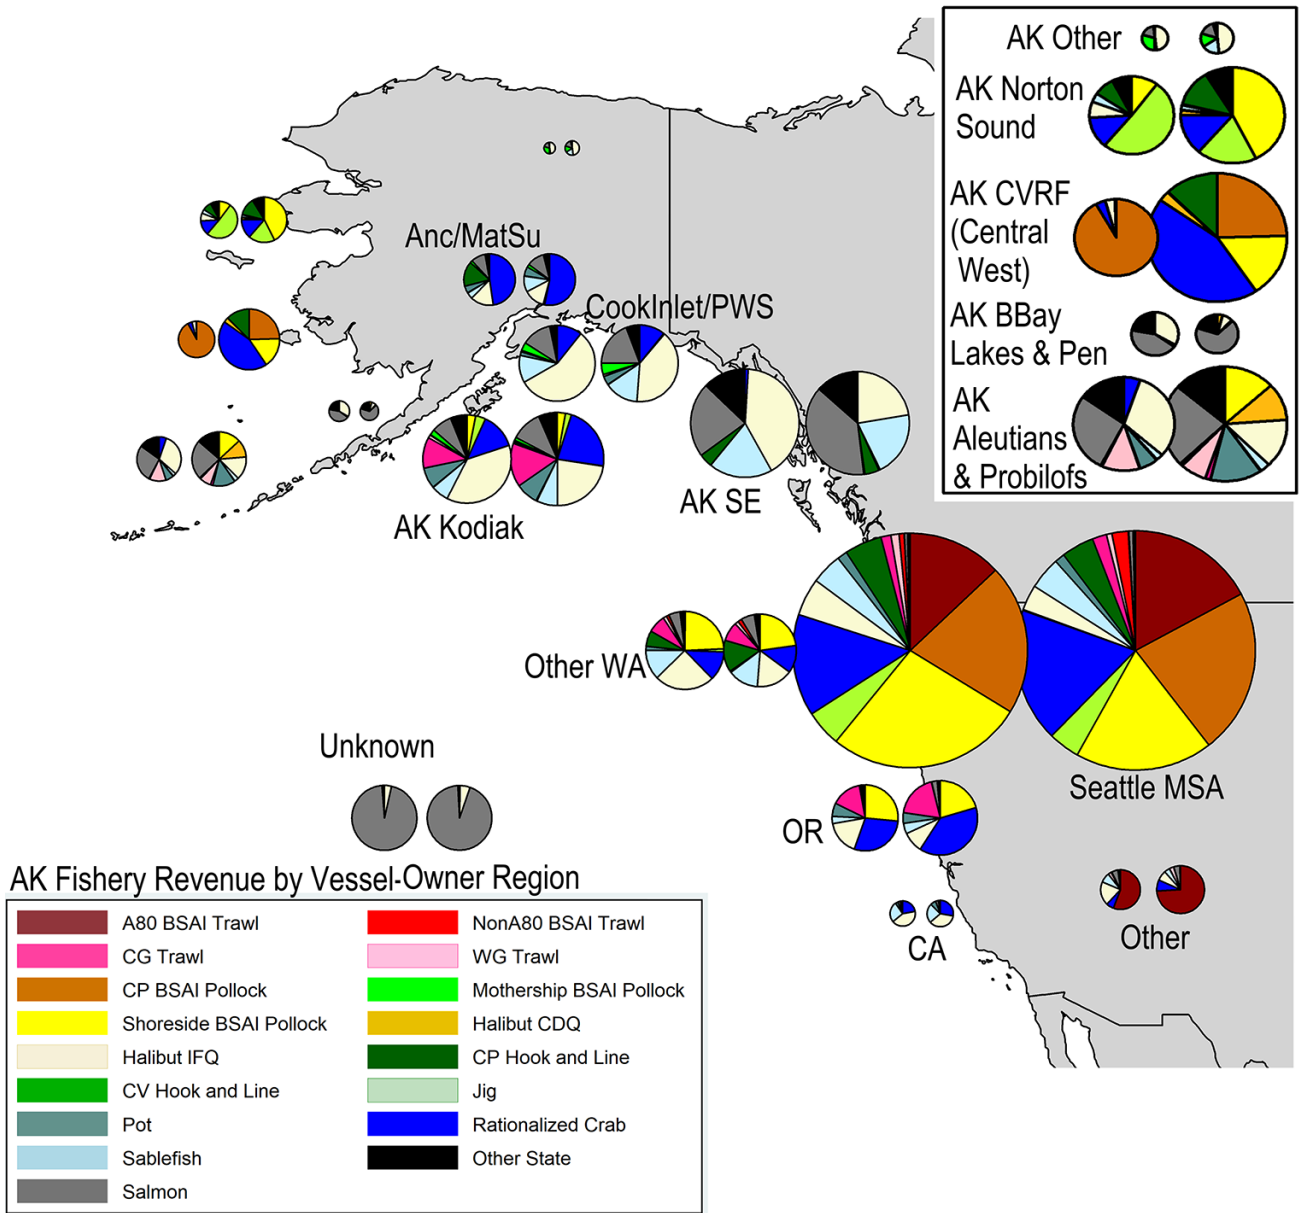 AK Other
AK Norton
Sound
AK CVRF
(Central
West)
AK BBay
Lakes & Pen
AK
Aleutians
& Probilofs
Anc/MatSu
CookInlet/PWS
AK Kodiak
AK SE
Other WA
Seattle MSA
Unknown
OR
CA
Other
AK Fishery Revenue by Vessel-Owner Region
A80 BSAI Trawl
CG Trawl
CP BSAI Pollock
Shoreside BSAI Pollock
Halibut IFQ
CV Hook and Line
Pot
Sablefish
Salmon
NonA80 BSAI Trawl
WG Trawl
Mothership BSAI Pollock
Halibut CDQ
CP Hook and Line
Jig
Rationalized Crab
Other State